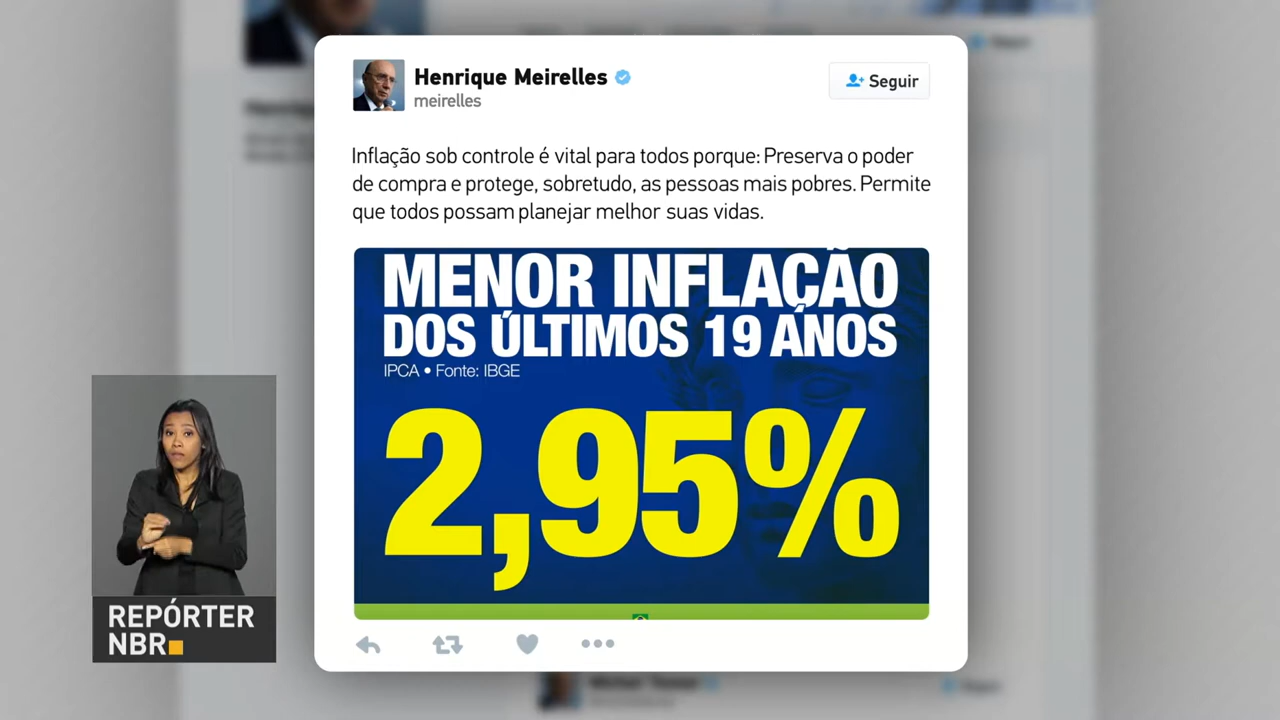 Henrique Meirelles
meirelles
Seguir
Inflação sob controle é vital para todos porque: Preserva o poder
de compra e protege, sobretudo, as pessoas mais pobres. Permite
que todos possam planejar melhor suas vidas.
MENOR INFLAÇÃO
DOS ÚLTIMOS 19 ANOS
IPCA • Fonte: IBGE
2,95%
REPÓRTER
NBR